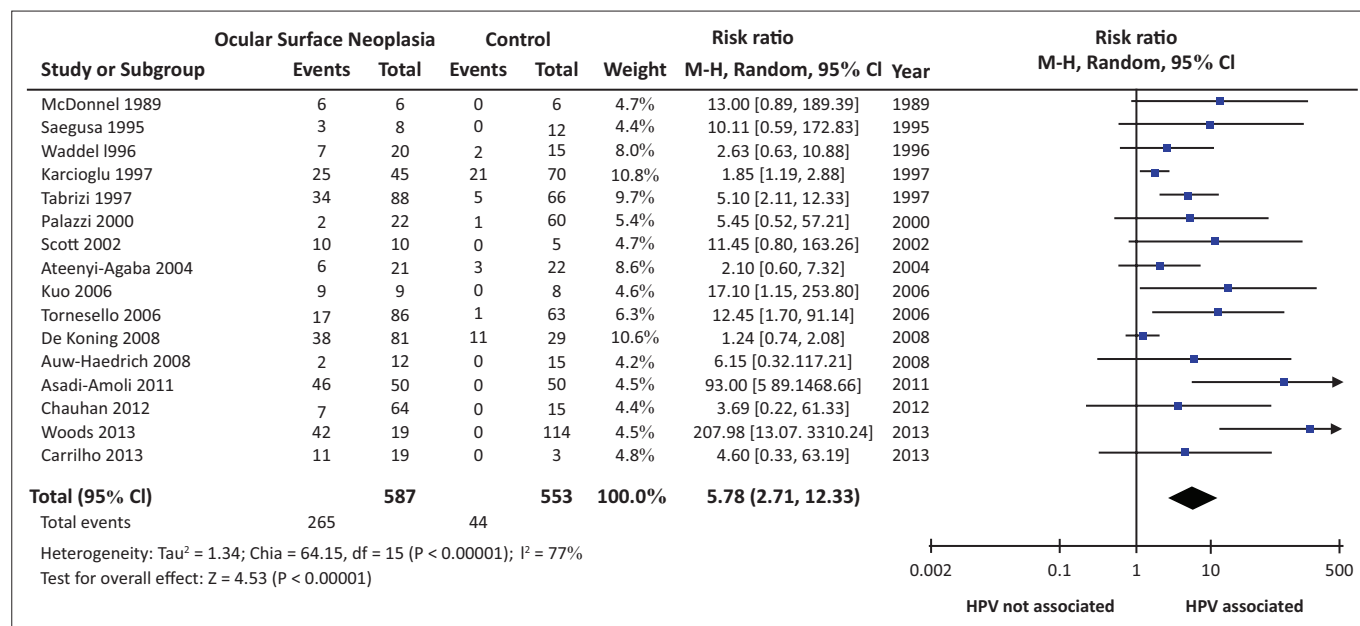 Ocular Surface Neoplasia Control Risk ratio Risk ratio
Study or Subgroup Events Total Events Total Weight M-H, Random, 95% Cl Year M-H, Random, 95% Cl
McDonnel 1989 6 6 0 6 4.7% 13.00 [0.89, 189.39] 1989
Saegusa 1995 3 8 0 12 4.4% 10.11 [0.59, 172.83] 1995
Waddel l996 7 20 2 15 8.0% 2.63 [0.63, 10.88] 1996
Karcioglu 1997 25 45 21 70 10.8% 1.85 [1.19, 2.88] 1997
Tabrizi 1997 34 88 5 66 9.7% 5.10 [2.11, 12.33] 1997
Palazzi 2000 2 22 1 60 5.4% 5.45 [0.52, 57.21] 2000
Scott 2002 10 10 0 5 4.7% 11.45 [0.80, 163.26] 2002
Ateenyi-Agaba 2004 6 21 3 22 8.6% 2.10 [0.60, 7.32] 2004
Kuo 2006 9 9 0 8 4.6% 17.10 [1.15, 253.80] 2006
Tornesello 2006 17 86 1 63 6.3% 12.45 [1.70, 91.14] 2006
De Koning 2008 38 81 11 29 10.6% 1.24 [0.74, 2.08] 2008
Auw-Haedrich 2008 2 12 0 15 4.2% 6.15 [0.32.117.21] 2008
Asadi-Amoli 2011 46 50 0 50 4.5% 93.00 [5 89.1468.66] 2011
Chauhan 2012 7 64 0 15 4.4% 3.69 [0.22, 61.33] 2012
Woods 2013 42 19 0 114 4.5% 207.98 [13.07. 3310.24] 2013
Carrilho 2013 11 19 0 3 4.8% 4.60 [0.33, 63.19] 2013
Total (95% Cl) 587 553 100.0% 5.78 (2.71, 12.33)
Total events 265 44
Heterogeneity: Tau² = 1.34; Chia = 64.15, df = 15 (P < 0.00001); l² = 77%
Test for overall effect: Z = 4.53 (P < 0.00001)
0.002 0.1 1 10 500
HPV not associated HPV associated